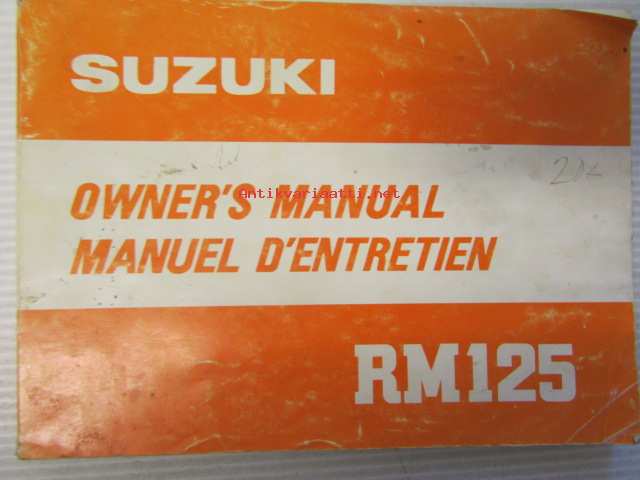 SUZUKI
OWNER'S MANUAL
Antikvariaatti.net
MANUEL D'ENTRETIEN
RM125